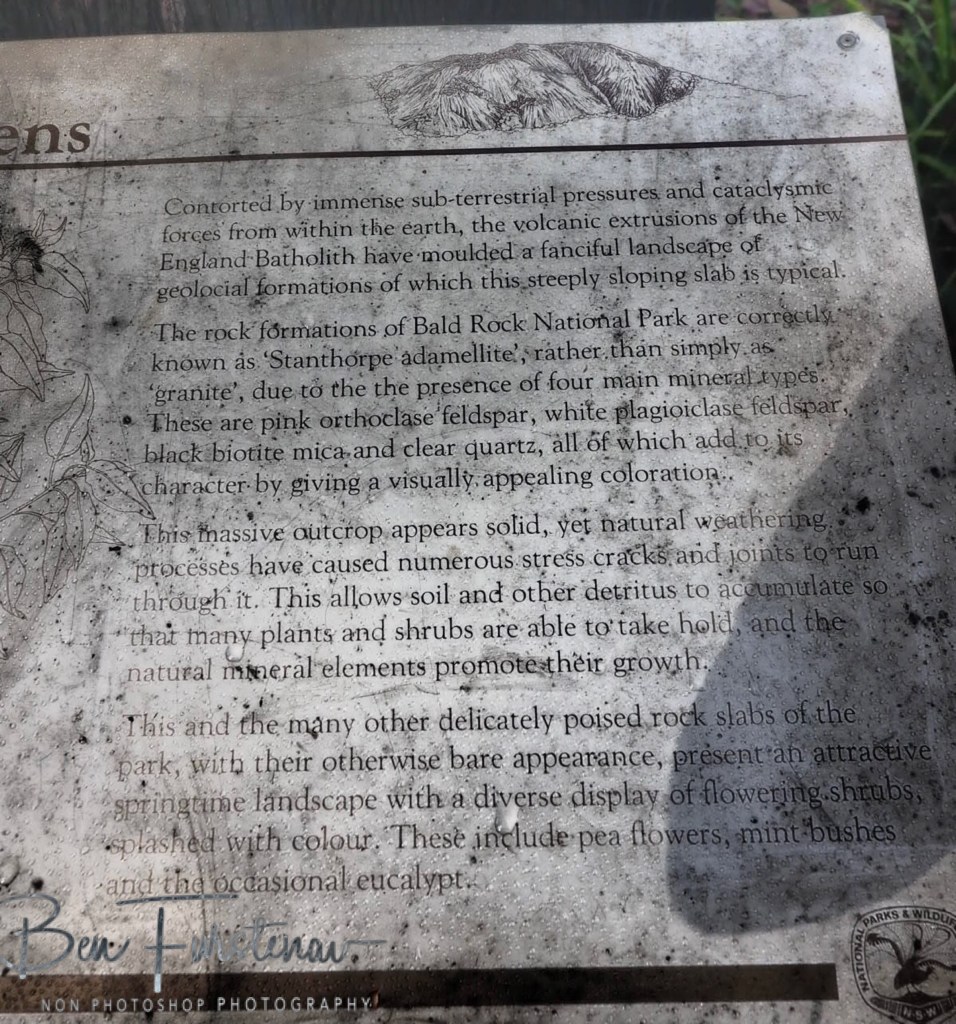 ens
Contorted by immense sub-terrestrial pressures and cataclysmic
forces from within the earth, the volcanic extrusions of the New
England Batholith have moulded a fanciful landscape of
geolocial formations of which this steeply sloping slab is typical.
The rock formations of Bald Rock National Park are correctly
known as 'Stanthorpe adamellite', rather than simply as
'granite', due to the the presence of four main mineral types.
These are pink orthoclase feldspar, white plagioiclase feldspar,
black biotite mica and clear quartz, all of which add to its
character by giving a visually appealing coloration.
This massive outcrop appears solid, yet natural weathering
processes have caused numerous stress cracks and joints to run
through it. This allows soil and other detritus to accumulate so
that many plants and shrubs are able to take hold, and the
natural mineral elements promote their growth.
This and the many other delicately poised rock slabs of the
park, with their otherwise bare appearance, present an attractive
springtime landscape with a diverse display of flowering shrubs,
splashed with colour. These include pea flowers, mint bushes
and the occasional eucalypt.
Ben Furstenau
NON PHOTOSHOP PHOTOGRAPHY
NATIONAL PARKS & WILDLIFE
N·S·W